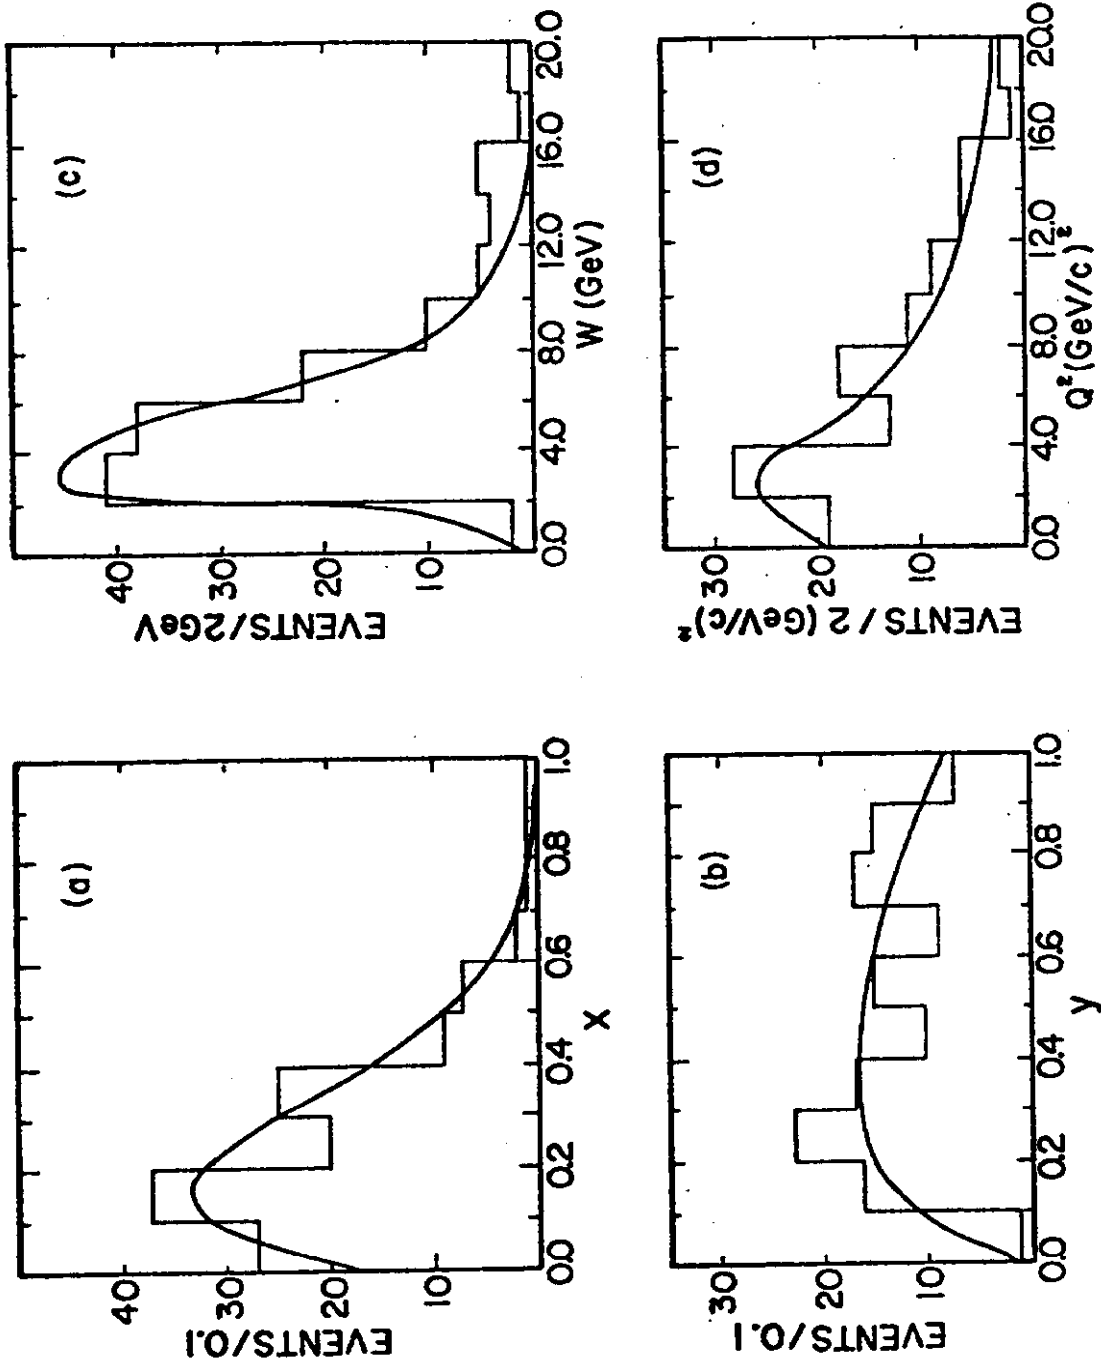 (a)
EVENTS/0.1
40
30
20
10
0.0 0.2 0.4 0.6 0.8 1.0
X
(c)
EVENTS/2GeV
40
30
20
10
0.0 4.0 8.0 12.0 16.0 20.0
W (GeV)
(b)
EVENTS/0.1
30
20
10
0.0 0.2 0.4 0.6 0.8 1.0
y
(d)
EVENTS / 2 (GeV/c)²
30
20
10
0.0 4.0 8.0 12.0 16.0 20.0
Q² (GeV/c)²